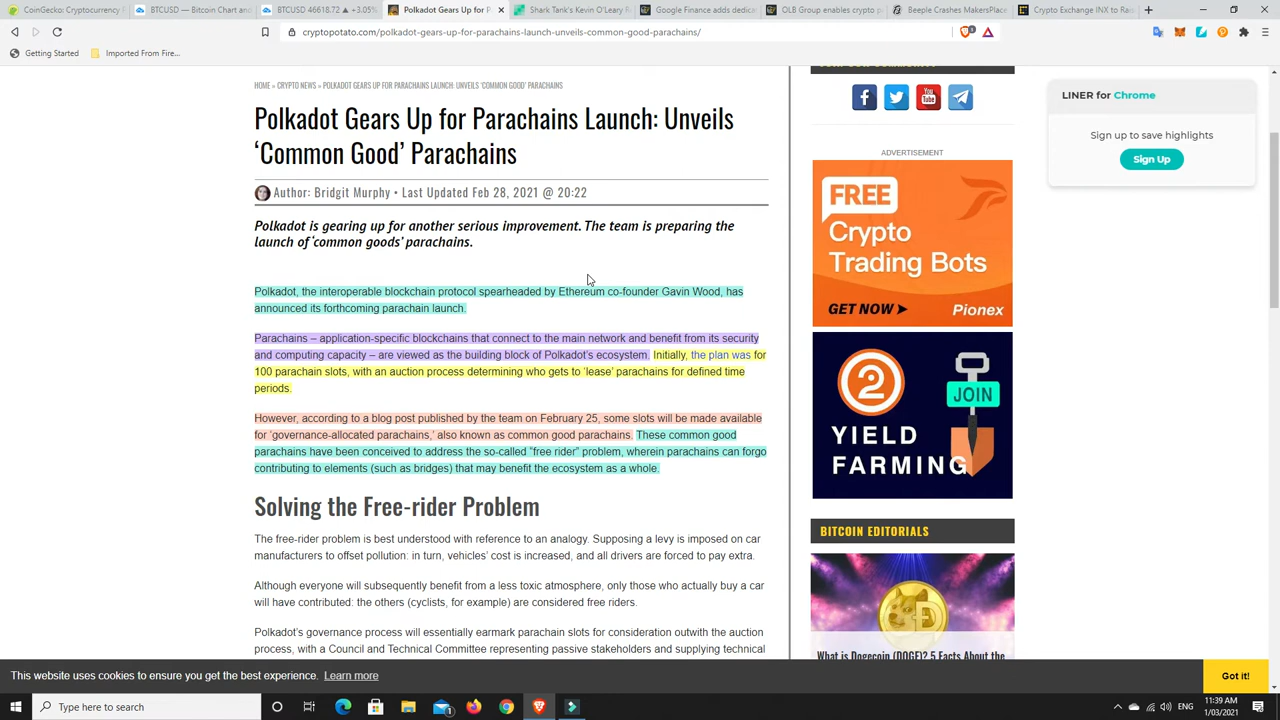 CoinGecko: Cryptocurrency P
BTCUSD — Bitcoin Chart and
BTCUSD 46618.72 ▲ +3.05%
Polkadot Gears Up for Parac
Shark Tank's Kevin O'Leary R
Google Finance adds dedica
OLB Group enables crypto p
Beeple Crashes MakersPlace
Crypto Exchange INX to Rai
cryptopotato.com/polkadot-gears-up-for-parachains-launch-unveils-common-good-parachains/
Getting Started
Imported From Fire...
HOME » CRYPTO NEWS » POLKADOT GEARS UP FOR PARACHAINS LAUNCH: UNVEILS 'COMMON GOOD' PARACHAINS
Polkadot Gears Up for Parachains Launch: Unveils
‘Common Good’ Parachains
Author: Bridgit Murphy • Last Updated Feb 28, 2021 @ 20:22
Polkadot is gearing up for another serious improvement. The team is preparing the
launch of ‘common goods’ parachains.
Polkadot, the interoperable blockchain protocol spearheaded by Ethereum co-founder Gavin Wood, has
announced its forthcoming parachain launch.
Parachains – application-specific blockchains that connect to the main network and benefit from its security
and computing capacity – are viewed as the building block of Polkadot's ecosystem. Initially, the plan was for
100 parachain slots, with an auction process determining who gets to ‘lease’ parachains for defined time
periods.
However, according to a blog post published by the team on February 25, some slots will be made available
for ‘governance-allocated parachains,’ also known as common good parachains. These common good
parachains have been conceived to address the so-called “free rider” problem, wherein parachains can forgo
contributing to elements (such as bridges) that may benefit the ecosystem as a whole.
Solving the Free-rider Problem
The free-rider problem is best understood with reference to an analogy. Supposing a levy is imposed on car
manufacturers to offset pollution: in turn, vehicles' cost is increased, and all drivers are forced to pay extra.
Although everyone will subsequently benefit from a less toxic atmosphere, only those who actually buy a car
will have contributed: the others (cyclists, for example) are considered free riders.
Polkadot's governance process will essentially earmark parachain slots for consideration outwith the auction
process, with a Council and Technical Committee representing passive stakeholders and supplying technical
You
Tube
ADVERTISEMENT
FREE
Crypto
Trading Bots
GET NOW ➤
Pionex
2
JOIN
YIELD
FARMING
BITCOIN EDITORIALS
What is Dogecoin (DOGE)? 5 Facts About the
LINER for Chrome
Sign up to save highlights
Sign Up
This website uses cookies to ensure you get the best experience. Learn more
Got it!
Type here to search
ENG
11:39 AM
1/03/2021